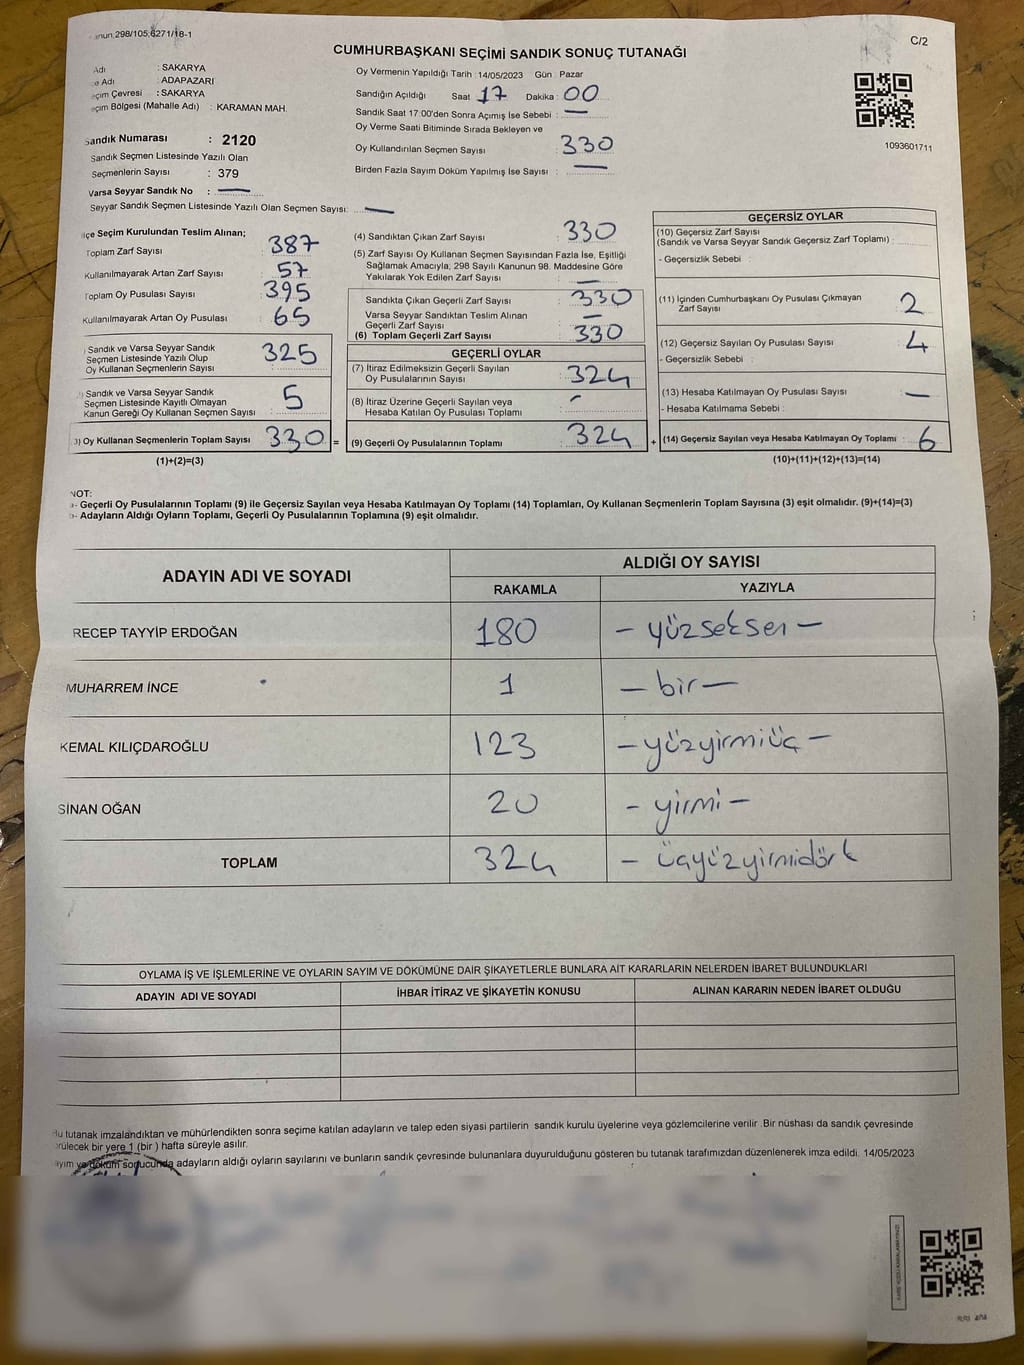 298/105,6271/18-1
C/2
CUMHURBAŞKANI SEÇİMİ SANDIK SONUÇ TUTANAĞI
Adı : SAKARYA
Adı : ADAPAZARI
Çevresi : SAKARYA
Bölgesi (Mahalle Adı) : KARAMAN MAH.
Sandık Numarası : 2120
Sandık Seçmen Listesinde Yazılı Olan
Seçmenlerin Sayısı : 379
Varsa Seyyar Sandık No : —
Seyyar Sandık Seçmen Listesinde Yazılı Olan Seçmen Sayısı: —
Oy Vermenin Yapıldığı Tarih : 14/05/2023 Gün : Pazar
Sandığın Açıldığı Saat 17 Dakika : 00
Sandık Saat 17:00'den Sonra Açımış İse Sebebi : —
Oy Verme Saati Bitiminde Sırada Bekleyen ve
Oy Kullandırılan Seçmen Sayısı : 330
Birden Fazla Sayım Döküm Yapılmış İse Sayısı : —
1093601711
Seçim Kurulundan Teslim Alınan;
Toplam Zarf Sayısı : 387
Kullanılmayarak Artan Zarf Sayısı : 57
Toplam Oy Pusulası Sayısı : 395
Kullanılmayarak Artan Oy Pusulası : 65
Sandık ve Varsa Seyyar Sandık
Seçmen Listesinde Yazılı Olup
Oy Kullanan Seçmenlerin Sayısı : 325
Sandık ve Varsa Seyyar Sandık
Seçmen Listesinde Kayıtlı Olmayan
Kanun Gereği Oy Kullanan Seçmen Sayısı : 5
3) Oy Kullanan Seçmenlerin Toplam Sayısı : 330 =
(1)+(2)=(3)
(4) Sandıktan Çıkan Zarf Sayısı : 330
(5) Zarf Sayısı Oy Kullanan Seçmen Sayısından Fazla İse, Eşitliği
Sağlamak Amacıyla, 298 Sayılı Kanunun 98. Maddesine Göre
Yakılarak Yok Edilen Zarf Sayısı : —
Sandıkta Çıkan Geçerli Zarf Sayısı : 330
Varsa Seyyar Sandıktan Teslim Alınan
Geçerli Zarf Sayısı : —
(6) Toplam Geçerli Zarf Sayısı : 330
GEÇERLİ OYLAR
(7) İtiraz Edilmeksizin Geçerli Sayılan
Oy Pusulalarının Sayısı : 324
(8) İtiraz Üzerine Geçerli Sayılan veya
Hesaba Katılan Oy Pusulası Toplamı : -
(9) Geçerli Oy Pusulalarının Toplamı : 324 +
GEÇERSİZ OYLAR
(10) Geçersiz Zarf Sayısı
(Sandık ve Varsa Seyyar Sandık Geçersiz Zarf Toplamı) :
- Geçersizlik Sebebi :
(11) İçinden Cumhurbaşkanı Oy Pusulası Çıkmayan
Zarf Sayısı : 2
(12) Geçersiz Sayılan Oy Pusulası Sayısı : 4
- Geçersizlik Sebebi :
(13) Hesaba Katılmayan Oy Pusulası Sayısı : —
- Hesaba Katılmama Sebebi :
(14) Geçersiz Sayılan veya Hesaba Katılmayan Oy Toplamı : 6
(10)+(11)+(12)+(13)=(14)
NOT:
a- Geçerli Oy Pusulalarının Toplamı (9) ile Geçersiz Sayılan veya Hesaba Katılmayan Oy Toplamı (14) Toplamları, Oy Kullanan Seçmenlerin Toplam Sayısına (3) eşit olmalıdır. (9)+(14)=(3)
b- Adayların Aldığı Oyların Toplamı, Geçerli Oy Pusulalarının Toplamına (9) eşit olmalıdır.
ADAYIN ADI VE SOYADI
ALDIĞI OY SAYISI
RAKAMLA YAZIYLA
RECEP TAYYİP ERDOĞAN 180 – yüzseksen –
MUHARREM İNCE 1 – bir –
KEMAL KILIÇDAROĞLU 123 – yüzyirmiüç –
SİNAN OĞAN 20 – yirmi –
TOPLAM 324 – üçyüzyirmidört
OYLAMA İŞ VE İŞLEMLERİNE VE OYLARIN SAYIM VE DÖKÜMÜNE DAİR ŞİKAYETLERLE BUNLARA AİT KARARLARIN NELERDEN İBARET BULUNDUKLARI
ADAYIN ADI VE SOYADI İHBAR İTİRAZ VE ŞİKAYETİN KONUSU ALINAN KARARIN NEDEN İBARET OLDUĞU
Bu tutanak imzalandıktan ve mühürlendikten sonra seçime katılan adayların ve talep eden siyasi partilerin sandık kurulu üyelerine veya gözlemcilerine verilir .Bir nüshası da sandık çevresinde
görülecek bir yere 1 (bir ) hafta süreyle asılır.
Sayım ve döküm sonucunda adayların aldığı oyların sayılarını ve bunların sandık çevresinde bulunanlara duyurulduğunu gösteren bu tutanak tarafımızdan düzenlenerek imza edildi. 14/05/2023